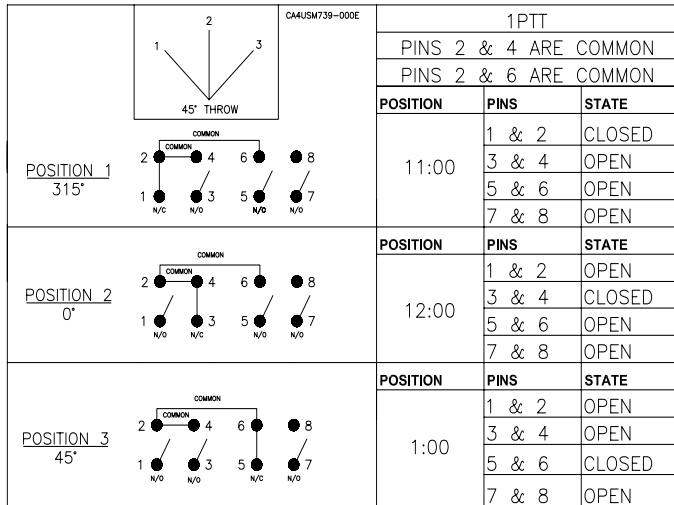 CA4USM739-000E
2
1 3
45° THROW
1PTT
PINS 2 & 4 ARE COMMON
PINS 2 & 6 ARE COMMON
POSITION 1
315°
COMMON
COMMON
2 4 6 8
1 3 5 7
N/C N/O N/O N/O
POSITION PINS STATE
11:00
1 & 2 CLOSED
3 & 4 OPEN
5 & 6 OPEN
7 & 8 OPEN
POSITION 2
0°
COMMON
COMMON
2 4 6 8
1 3 5 7
N/O N/C N/O N/O
POSITION PINS STATE
12:00
1 & 2 OPEN
3 & 4 CLOSED
5 & 6 OPEN
7 & 8 OPEN
POSITION 3
45°
COMMON
COMMON
2 4 6 8
1 3 5 7
N/O N/O N/C N/O
POSITION PINS STATE
1:00
1 & 2 OPEN
3 & 4 OPEN
5 & 6 CLOSED
7 & 8 OPEN